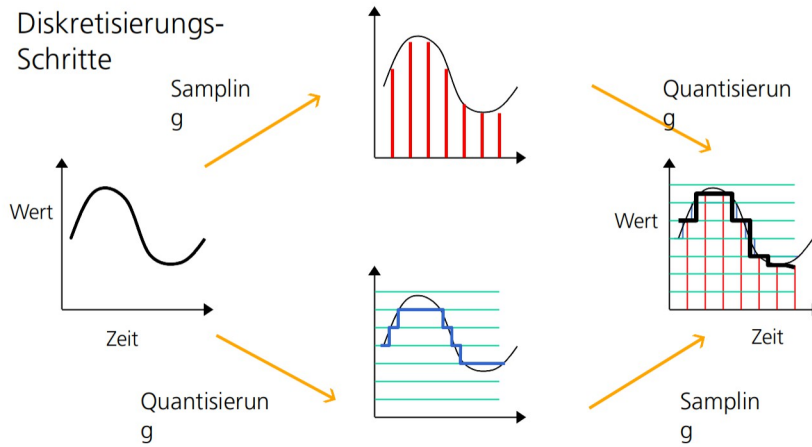 Diskretisierungs-
Schritte
Samplin
g
Quantisierun
g
Wert
Zeit
Wert
Zeit
Quantisierun
g
Samplin
g